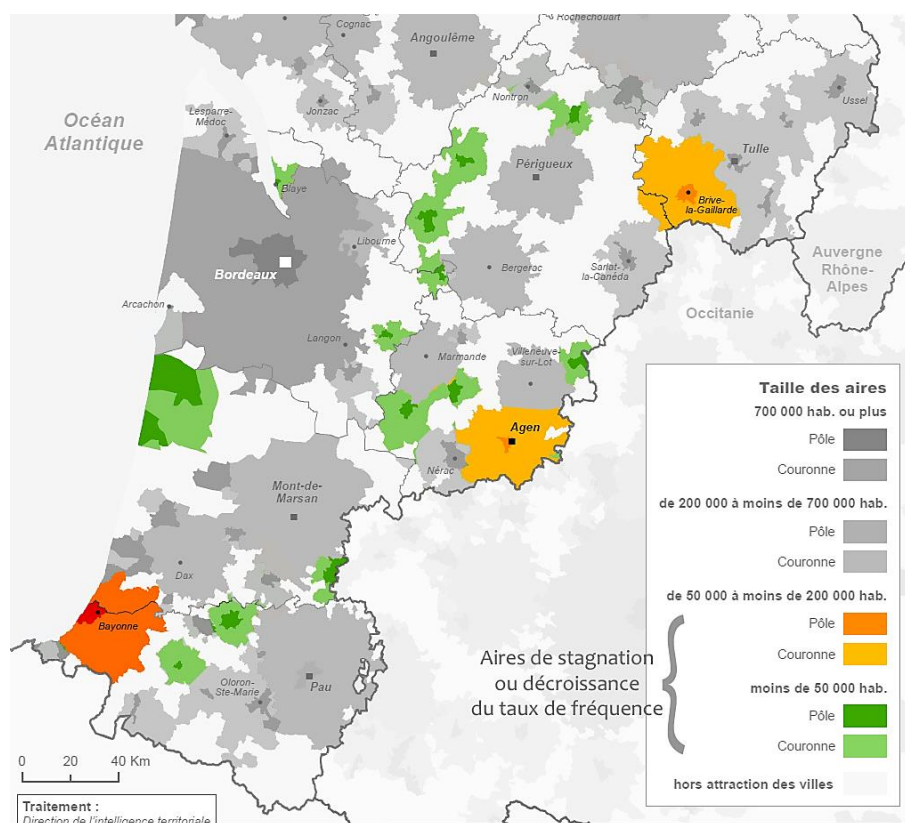 Cognac
Angoulême
Rochechouart
Océan
Atlantique
Lesparre-
Médoc
Jonzac
Nontron
Ussel
Périgueux
Tulle
Blaye
Brive-
la-Gaillarde
Libourne
Bordeaux
Bergerac
Sarlat-
la-Canéda
Auvergne
Rhône-
Alpes
Arcachon
Occitanie
Langon
Marmande
Villeneuve-
sur-Lot
Agen
Nérac
Mont-de-
Marsan
Dax
Bayonne
Oloron-
Ste-Marie
Pau
Taille des aires
700 000 hab. ou plus
Pôle
Couronne
de 200 000 à moins de 700 000 hab.
Pôle
Couronne
de 50 000 à moins de 200 000 hab.
Pôle
Couronne
moins de 50 000 hab.
Pôle
Couronne
hors attraction des villes
Aires de stagnation
ou décroissance
du taux de fréquence
0 20 40 Km
Traitement :
Direction de l'intelligence territoriale